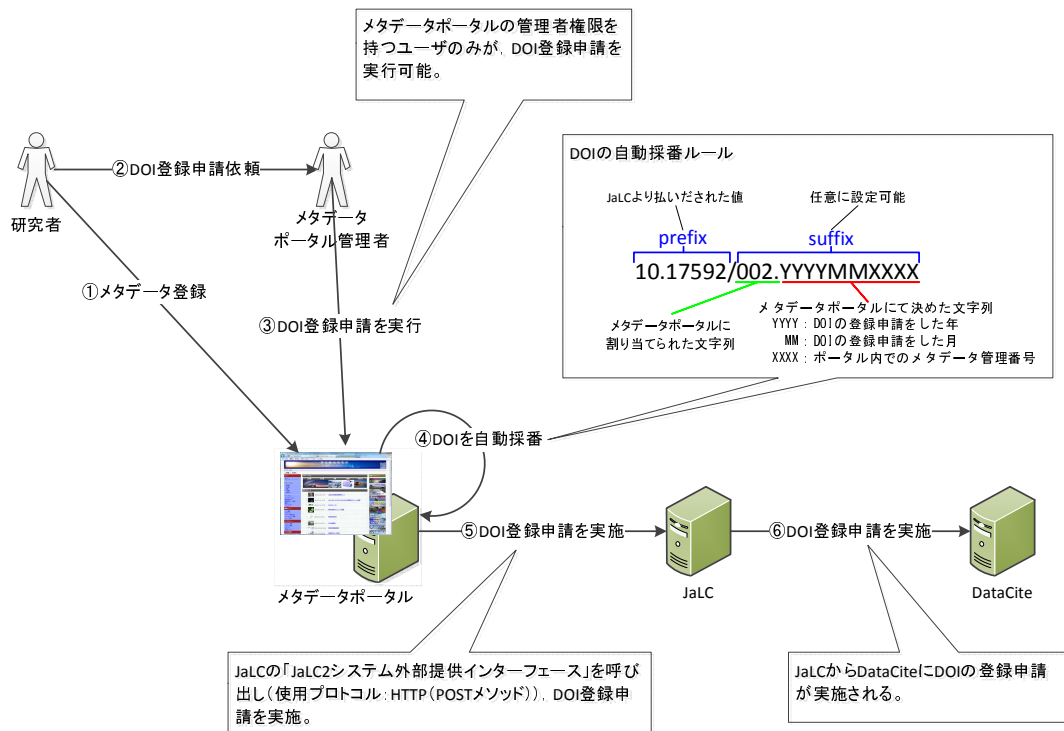 メタデータポータルの管理者権限を
持つユーザのみが，DOI登録申請を
実行可能。
②DOI登録申請依頼
研究者
メタデータ
ポータル管理者
①メタデータ登録
③DOI登録申請を実行
DOIの自動採番ルール
JaLCより払いだされた値
任意に設定可能
prefix
suffix
10.17592/002.YYYYMMXXXX
メタデータポータルに
割り当てられた文字列
メタデータポータルにて決めた文字列
YYYY：DOIの登録申請をした年
MM：DOIの登録申請をした月
XXXX：ポータル内でのメタデータ管理番号
④DOIを自動採番
⑤DOI登録申請を実施
⑥DOI登録申請を実施
メタデータポータル
JaLC
DataCite
JaLCの「JaLC2システム外部提供インターフェース」を呼び
出し（使用プロトコル：HTTP（POSTメソッド）），DOI登録申
請を実施。
JaLCからDataCiteにDOIの登録申請
が実施される。